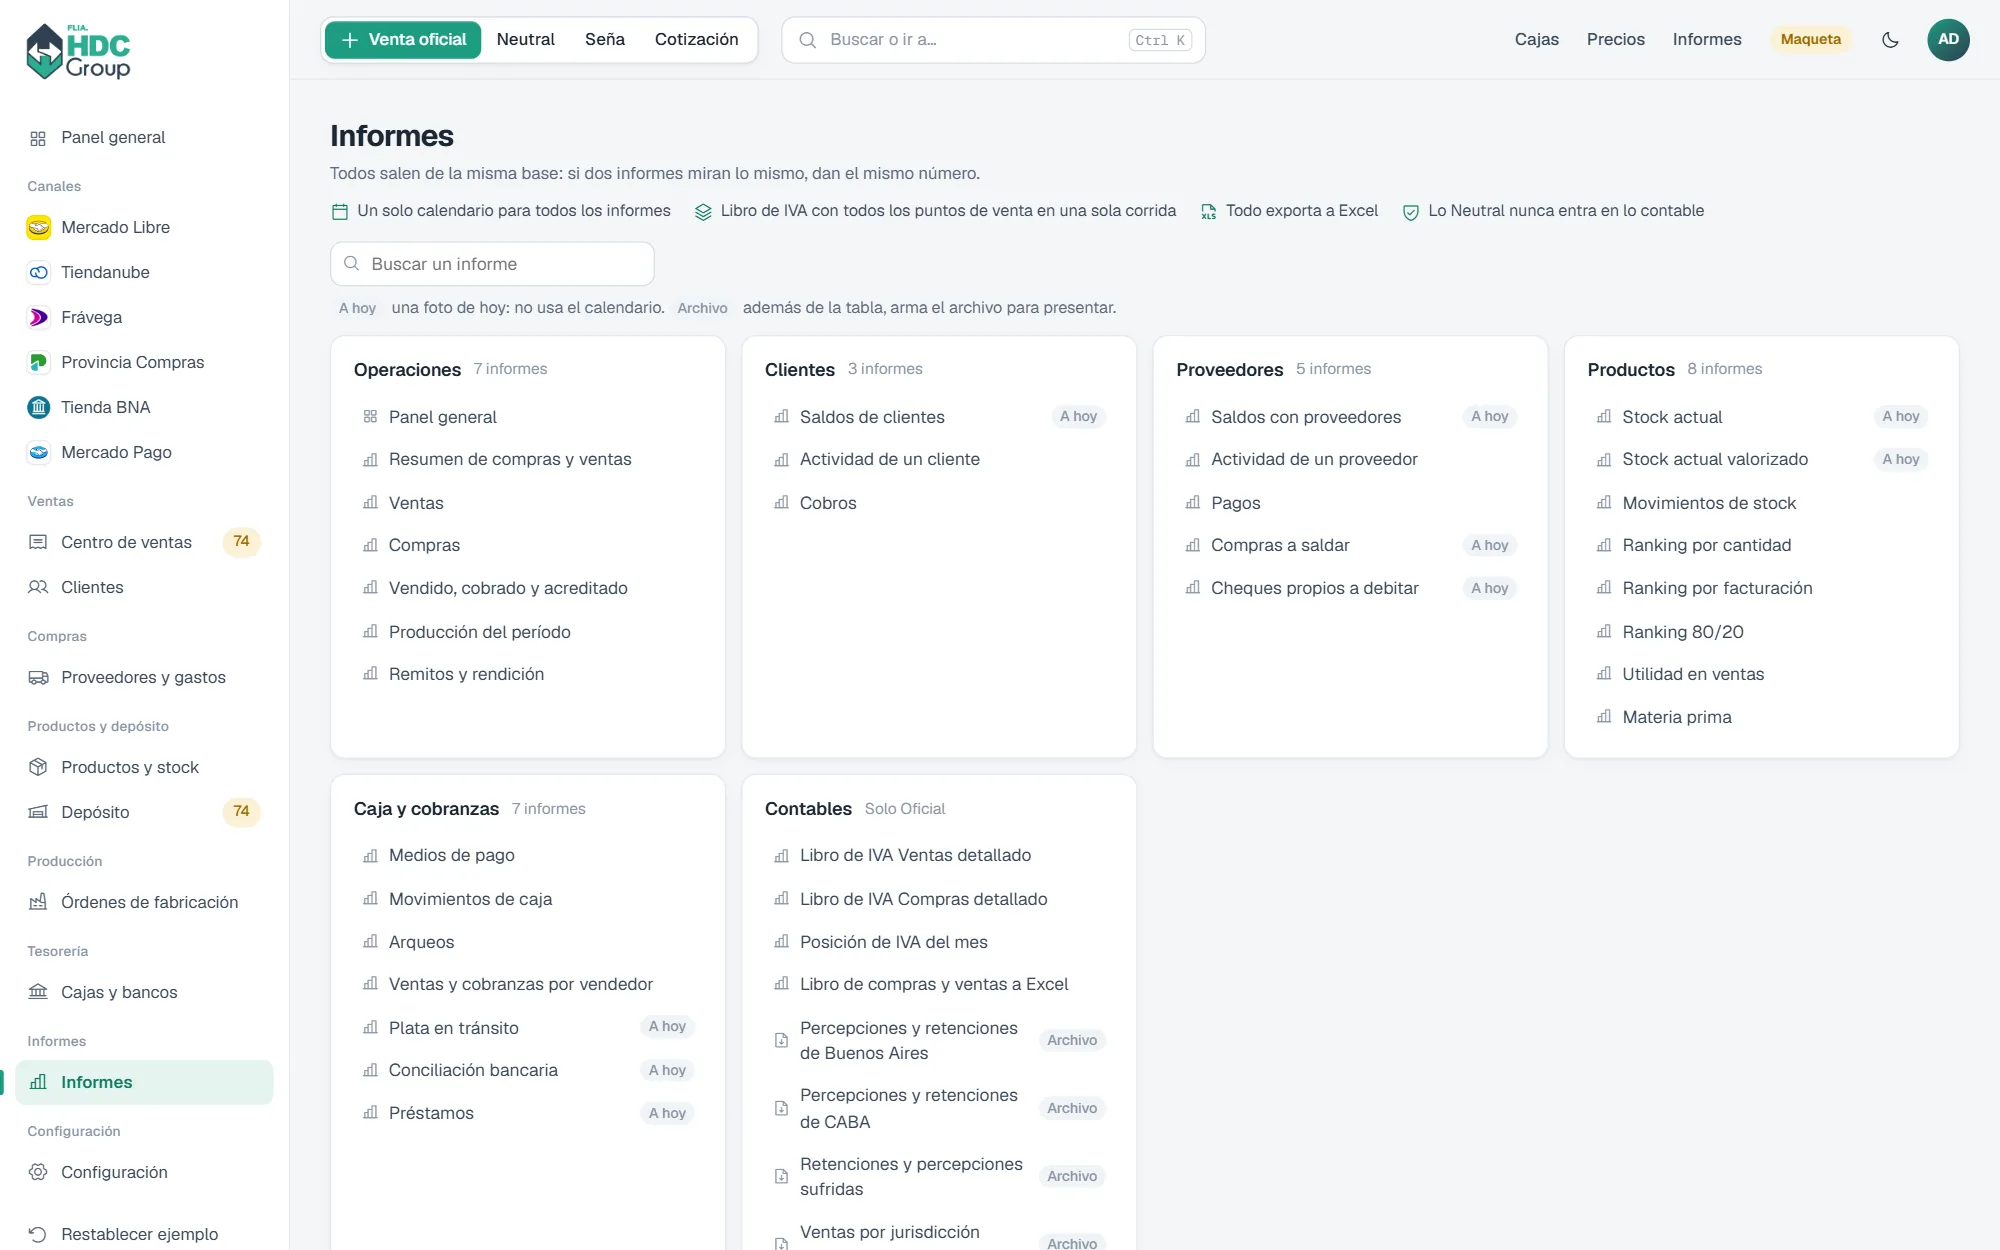 FLIA.
HDC
Group
Venta oficial
Neutral
Seña
Cotización
Buscar o ir a...
Ctrl K
Cajas
Precios
Informes
Maqueta
AD
Panel general
Canales
Mercado Libre
Tiendanube
Frávega
Provincia Compras
Tienda BNA
Mercado Pago
Ventas
Centro de ventas 74
Clientes
Compras
Proveedores y gastos
Productos y depósito
Productos y stock
Depósito 74
Producción
Órdenes de fabricación
Tesorería
Cajas y bancos
Informes
Informes
Configuración
Configuración
Restablecer ejemplo
Informes
Todos salen de la misma base: si dos informes miran lo mismo, dan el mismo número.
Un solo calendario para todos los informes
Libro de IVA con todos los puntos de venta en una sola corrida
XLS Todo exporta a Excel
Lo Neutral nunca entra en lo contable
Buscar un informe
A hoy una foto de hoy: no usa el calendario. Archivo además de la tabla, arma el archivo para presentar.
Operaciones 7 informes
Panel general
Resumen de compras y ventas
Ventas
Compras
Vendido, cobrado y acreditado
Producción del período
Remitos y rendición
Clientes 3 informes
Saldos de clientes A hoy
Actividad de un cliente
Cobros
Proveedores 5 informes
Saldos con proveedores A hoy
Actividad de un proveedor
Pagos
Compras a saldar A hoy
Cheques propios a debitar A hoy
Productos 8 informes
Stock actual A hoy
Stock actual valorizado A hoy
Movimientos de stock
Ranking por cantidad
Ranking por facturación
Ranking 80/20
Utilidad en ventas
Materia prima
Caja y cobranzas 7 informes
Medios de pago
Movimientos de caja
Arqueos
Ventas y cobranzas por vendedor
Plata en tránsito A hoy
Conciliación bancaria A hoy
Préstamos A hoy
Contables Solo Oficial
Libro de IVA Ventas detallado
Libro de IVA Compras detallado
Posición de IVA del mes
Libro de compras y ventas a Excel
Percepciones y retenciones
de Buenos Aires Archivo
Percepciones y retenciones
de CABA Archivo
Retenciones y percepciones
sufridas Archivo
Ventas por jurisdicción
Archivo